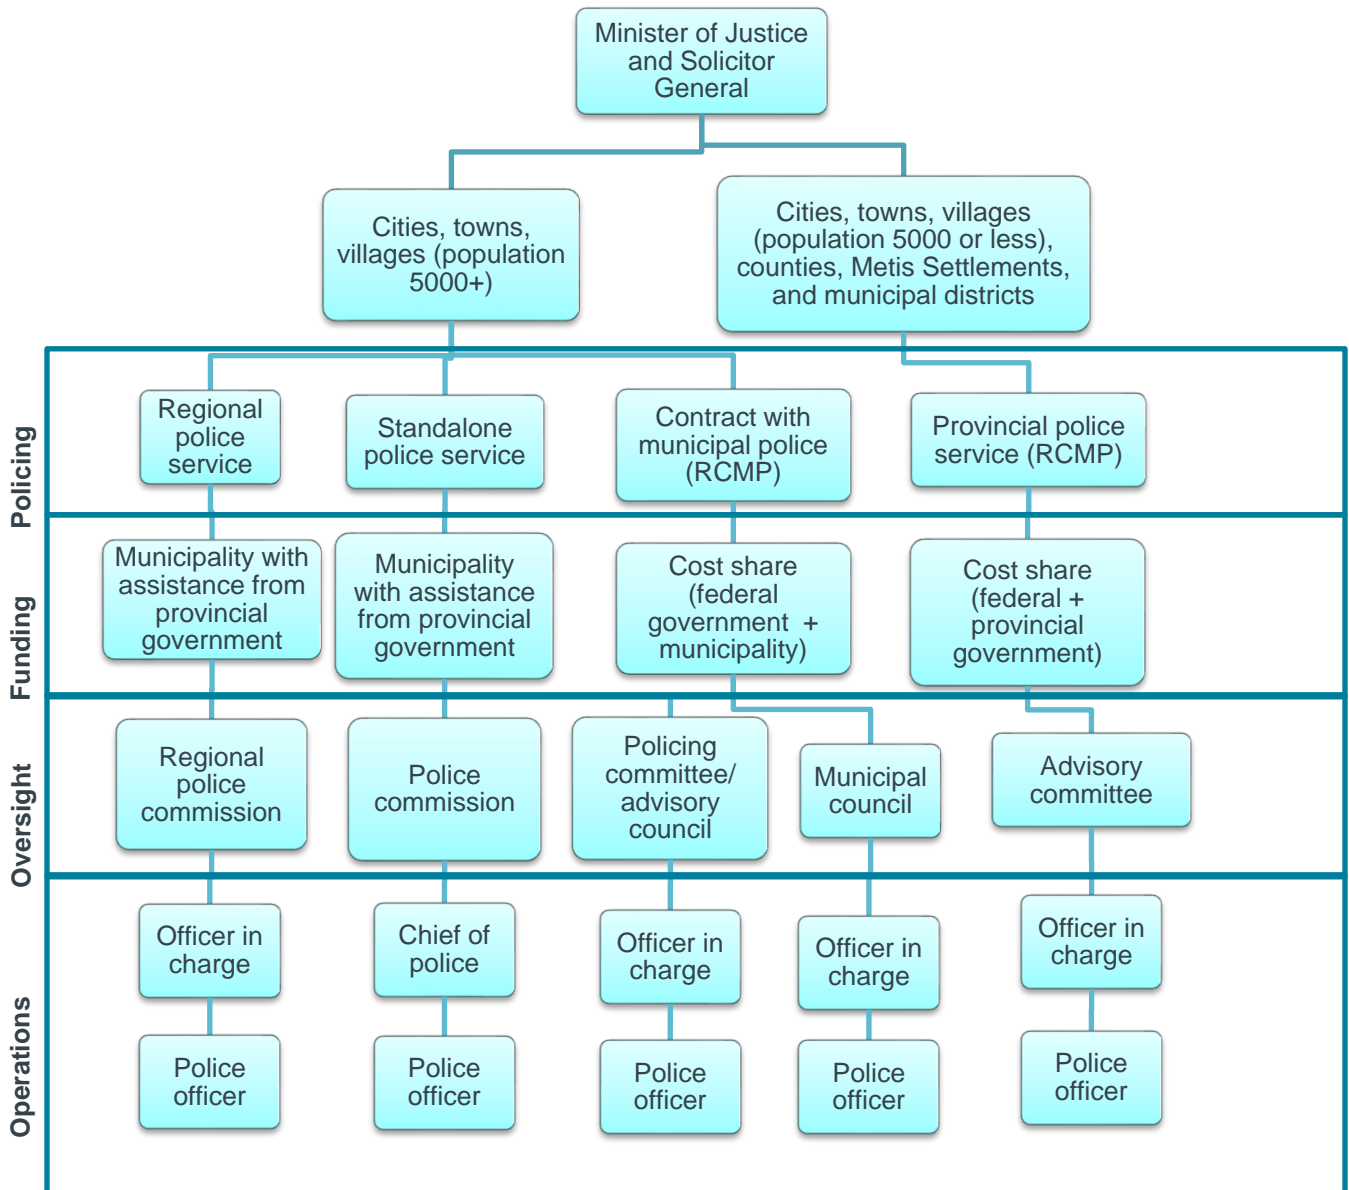 Minister of Justice
and Solicitor
General
Cities, towns,
villages (population
5000+)
Cities, towns, villages
(population 5000 or less),
counties, Metis Settlements,
and municipal districts
Policing
Regional
police
service
Standalone
police service
Contract with
municipal police
(RCMP)
Provincial police
service (RCMP)
Funding
Municipality with
assistance from
provincial
government
Municipality
with assistance
from provincial
government
Cost share
(federal
government +
municipality)
Cost share
(federal +
provincial
government)
Oversight
Regional
police
commission
Police
commission
Policing
committee/
advisory
council
Municipal
council
Advisory
committee
Operations
Officer in
charge
Chief of
police
Officer in
charge
Officer in
charge
Officer in
charge
Police
officer
Police
officer
Police
officer
Police
officer
Police
officer